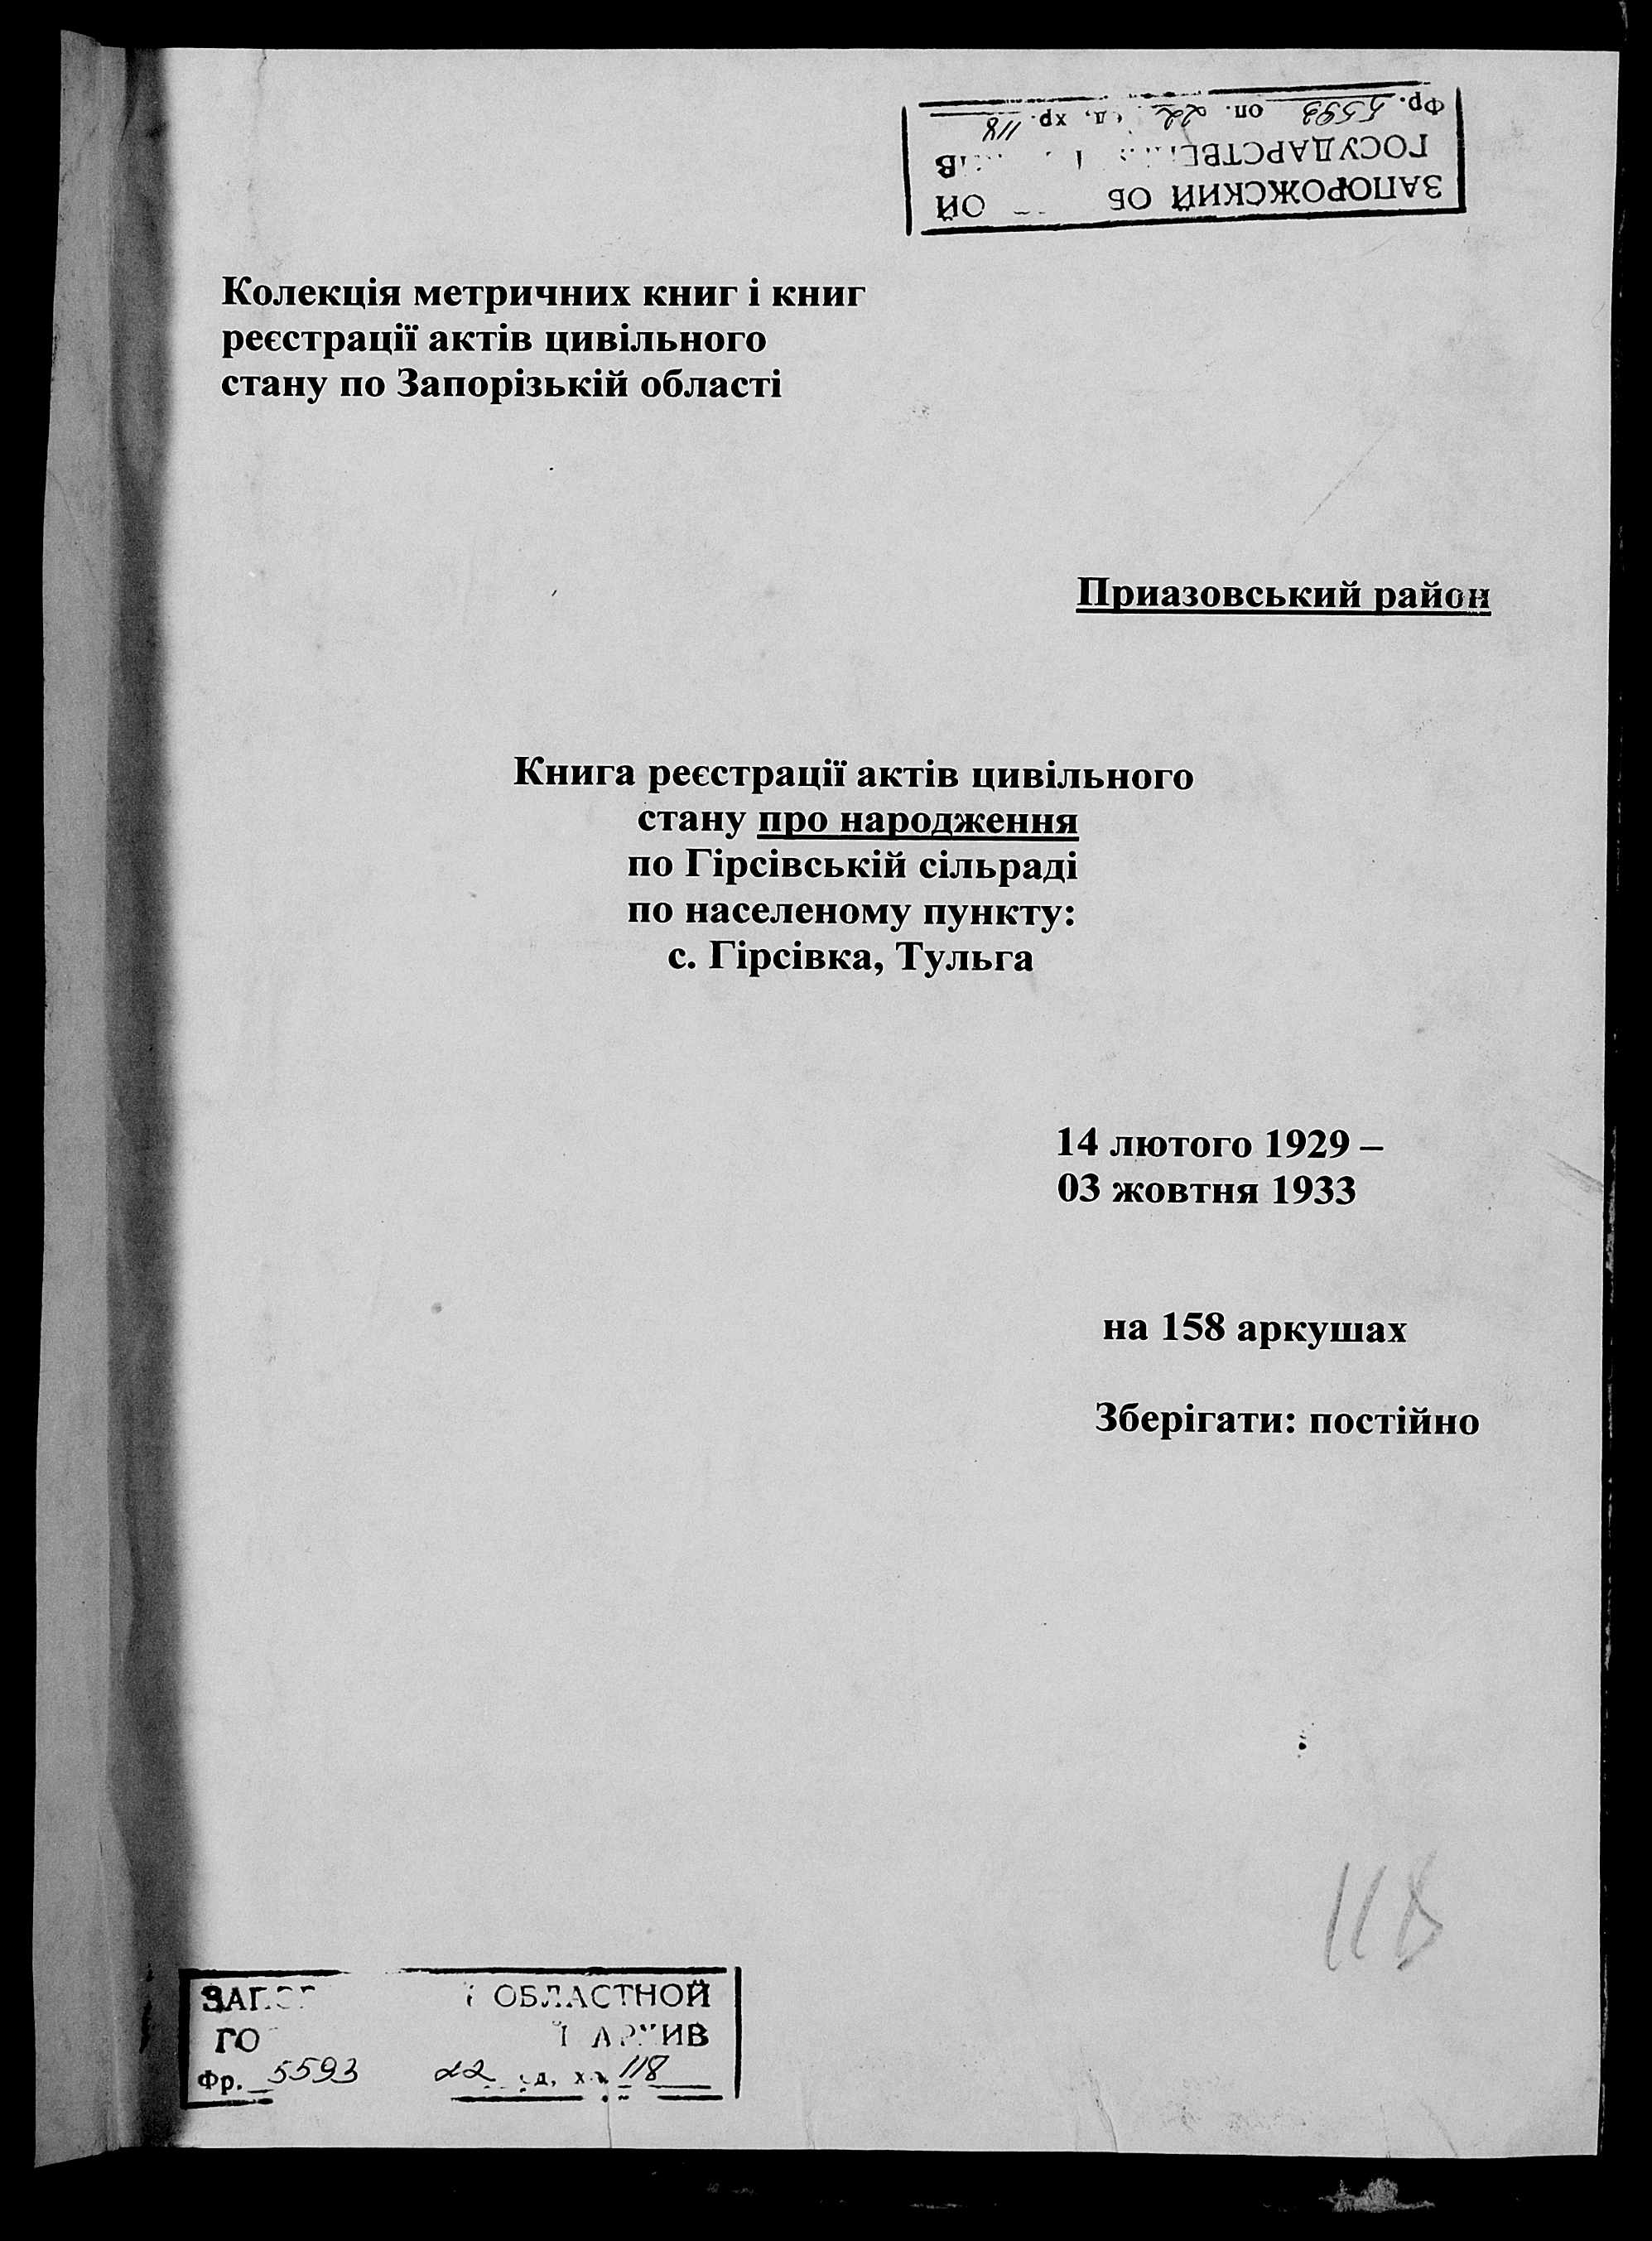 ЗАПОРОЖСКИЙ ОБ ОЙ
ГОСУДАРСТВЕ В
Фр. 5593 оп. 22 д, хр. 118
Колекція метричних книг і книг
реєстрації актів цивільного
стану по Запорізькій області
Приазовський район
Книга реєстрації актів цивільного
стану про народження
по Гірсівській сільраді
по населеному пункту:
с. Гірсівка, Тульга
14 лютого 1929 –
03 жовтня 1933
на 158 аркушах
Зберігати: постійно
118
ОБЛАСТНОЙ
ГО АРХИВ
Фр. 5593 22 д, х 118